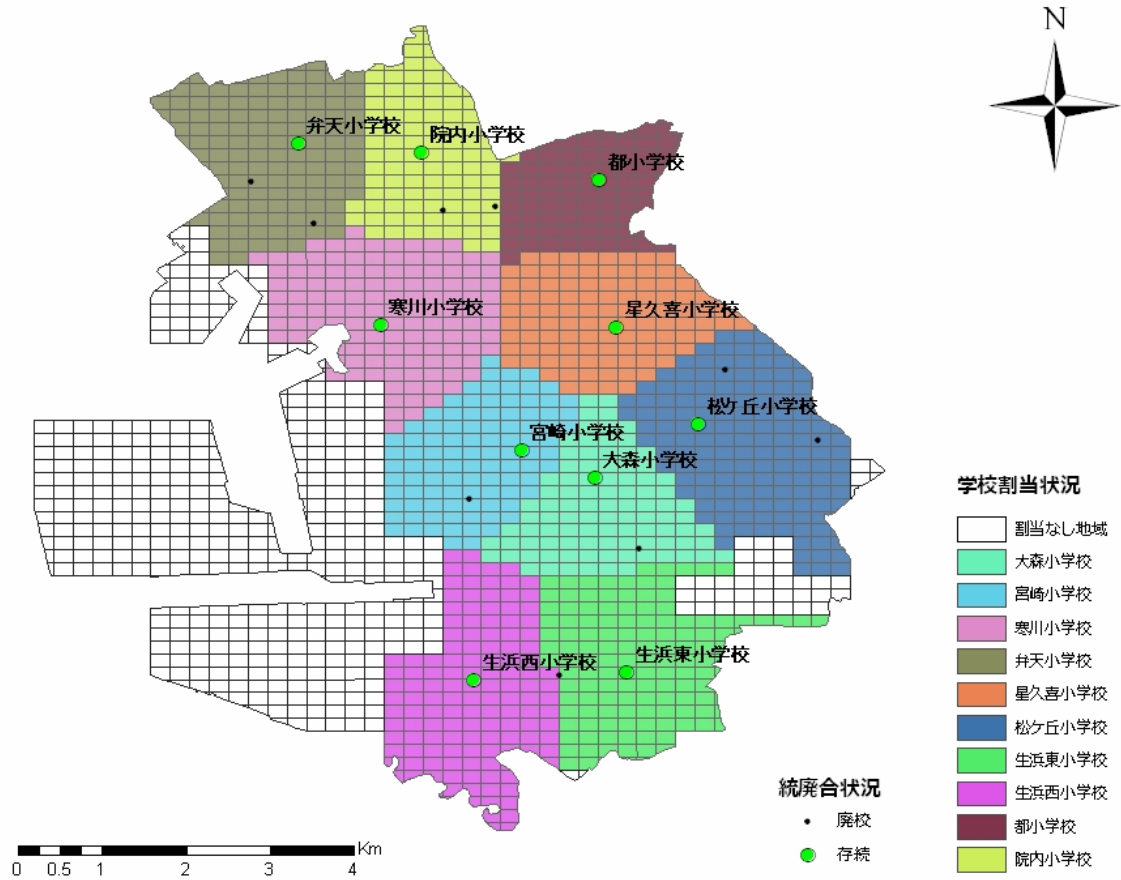 N
弁天小学校
院内小学校
都小学校
寒川小学校
星久喜小学校
松ケ丘小学校
宮崎小学校
大森小学校
生浜西小学校
生浜東小学校
学校割当状況
割当なし地域
大森小学校
宮崎小学校
寒川小学校
弁天小学校
星久喜小学校
松ケ丘小学校
生浜東小学校
生浜西小学校
都小学校
院内小学校
統廃合状況
廃校
存続
Km
0 0.5 1 2 3 4